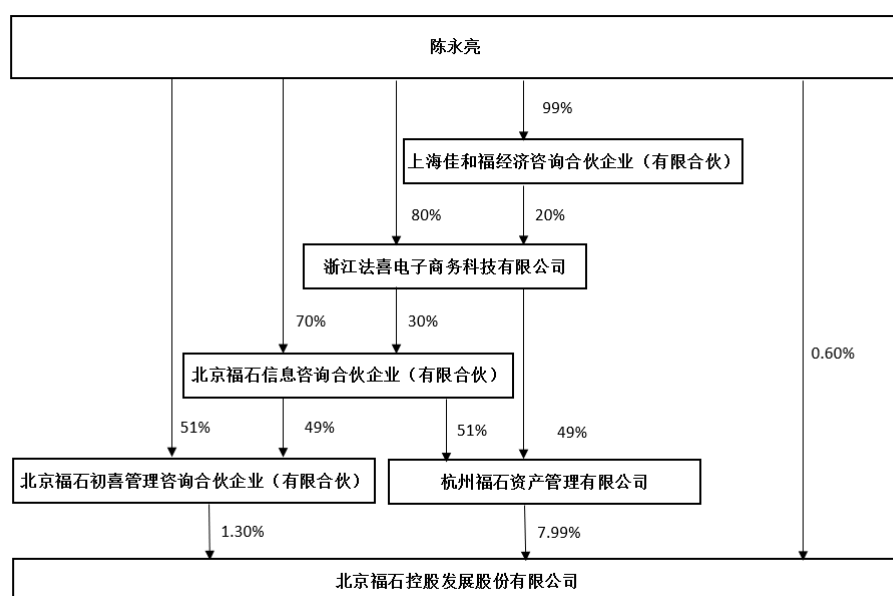 陈永亮
99%
上海佳和福经济咨询合伙企业（有限合伙）
80%
20%
浙江法喜电子商务科技有限公司
70%
30%
0.60%
北京福石信息咨询合伙企业（有限合伙）
51%
49%
51%
49%
北京福石初喜管理咨询合伙企业（有限合伙）
杭州福石资产管理有限公司
1.30%
7.99%
北京福石控股发展股份有限公司